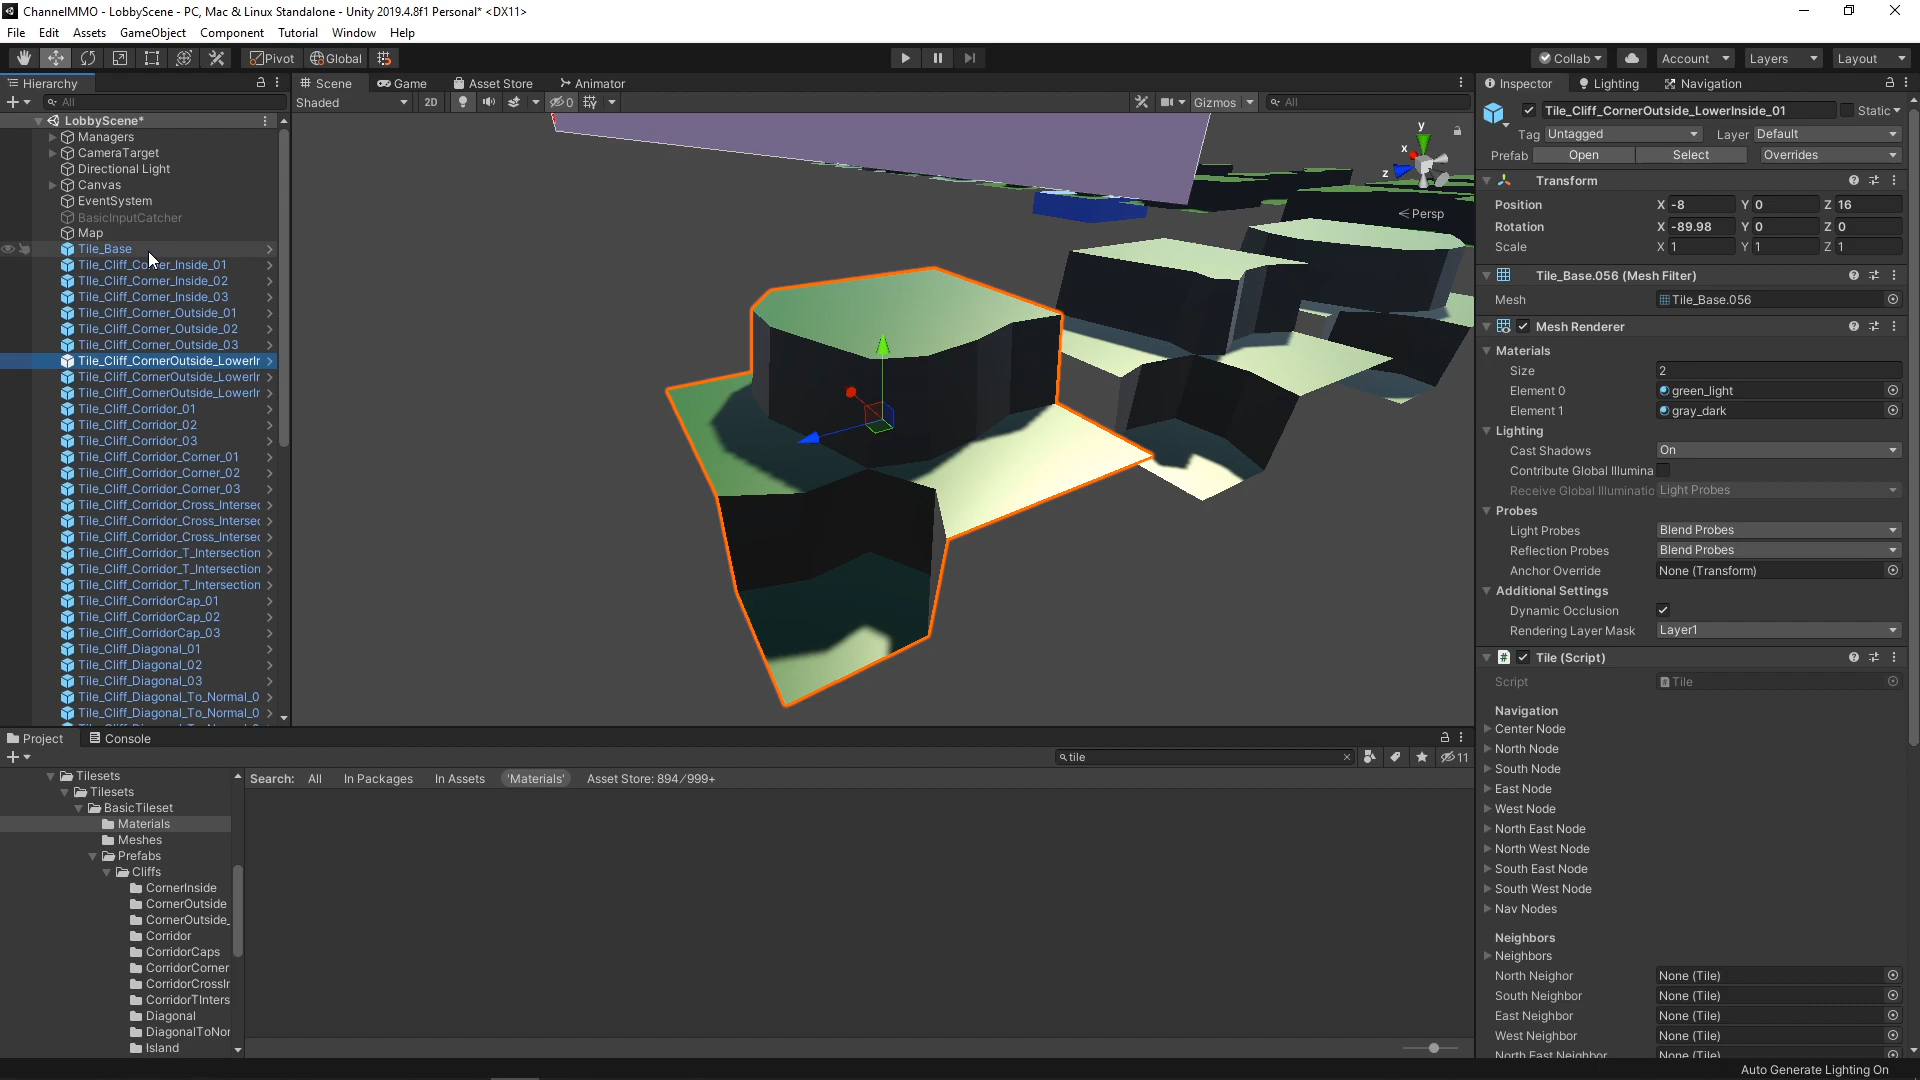 ChannelMMO - LobbyScene - PC, Mac & Linux Standalone - Unity 2019.4.8f1 Personal* <DX11>
File Edit Assets GameObject Component Tutorial Window Help
Pivot Global Collab Account Layers Layout
Hierarchy
All
LobbyScene*
Managers
CameraTarget
Directional Light
Canvas
EventSystem
BasicInputCatcher
Map
Tile_Base
Tile_Cliff_Corner_Inside_01
Tile_Cliff_Corner_Inside_02
Tile_Cliff_Corner_Inside_03
Tile_Cliff_Corner_Outside_01
Tile_Cliff_Corner_Outside_02
Tile_Cliff_Corner_Outside_03
Tile_Cliff_CornerOutside_LowerIr
Tile_Cliff_CornerOutside_LowerIr
Tile_Cliff_CornerOutside_LowerIr
Tile_Cliff_Corridor_01
Tile_Cliff_Corridor_02
Tile_Cliff_Corridor_03
Tile_Cliff_Corridor_Corner_01
Tile_Cliff_Corridor_Corner_02
Tile_Cliff_Corridor_Corner_03
Tile_Cliff_Corridor_Cross_Intersec
Tile_Cliff_Corridor_Cross_Intersec
Tile_Cliff_Corridor_Cross_Intersec
Tile_Cliff_Corridor_T_Intersection
Tile_Cliff_Corridor_T_Intersection
Tile_Cliff_Corridor_T_Intersection
Tile_Cliff_CorridorCap_01
Tile_Cliff_CorridorCap_02
Tile_Cliff_CorridorCap_03
Tile_Cliff_Diagonal_01
Tile_Cliff_Diagonal_02
Tile_Cliff_Diagonal_03
Tile_Cliff_Diagonal_To_Normal_0
Tile_Cliff_Diagonal_To_Normal_0
Scene Game Asset Store Animator
Shaded 2D 0 Gizmos All
y
x
z
Persp
Inspector Lighting Navigation
Tile_Cliff_CornerOutside_LowerInside_01 Static
Tag Untagged Layer Default
Prefab Open Select Overrides
Transform
Position X -8 Y 0 Z 16
Rotation X -89.98 Y 0 Z 0
Scale X 1 Y 1 Z 1
Tile_Base.056 (Mesh Filter)
Mesh Tile_Base.056
Mesh Renderer
Materials
Size 2
Element 0 green_light
Element 1 gray_dark
Lighting
Cast Shadows On
Contribute Global Illumina
Receive Global Illuminatic Light Probes
Probes
Light Probes Blend Probes
Reflection Probes Blend Probes
Anchor Override None (Transform)
Additional Settings
Dynamic Occlusion
Rendering Layer Mask Layer1
Tile (Script)
Script Tile
Navigation
Center Node
North Node
South Node
East Node
West Node
North East Node
North West Node
South East Node
South West Node
Nav Nodes
Neighbors
Neighbors
North Neighor None (Tile)
South Neighbor None (Tile)
East Neighbor None (Tile)
West Neighbor None (Tile)
North East Neighbor None (Tile)
Project Console
tile 11
Tilesets
Tilesets
BasicTileset
Materials
Meshes
Prefabs
Cliffs
CornerInside
CornerOutside
CornerOutside_
Corridor
CorridorCaps
CorridorCorner
CorridorCrossIr
CorridorTInters
Diagonal
DiagonalToNor
Island
Search: All In Packages In Assets 'Materials' Asset Store: 894/999+
Auto Generate Lighting On